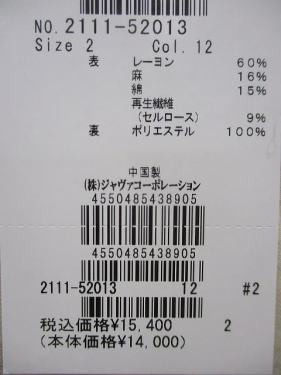 NO. 2111-52013
Size 2 Col. 12
表 レーヨン 60%
麻 16%
綿 15%
再生繊維
(セルロース) 9%
裏 ポリエステル 100%
中国製
(株)ジャヴァコーポレーション
4550485438905
4550485438905
2111-52013 12 #2
税込価格¥15,400 2
(本体価格¥14,000)